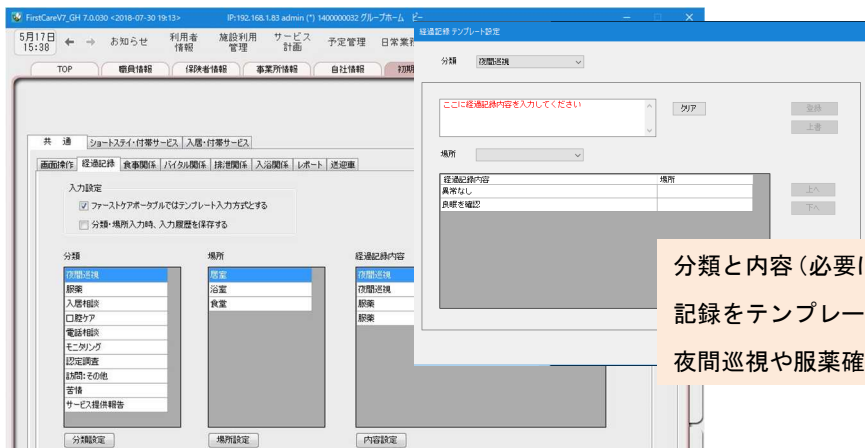 FirstCareV7_GH 7.0.030 <2018-07-30 19:13> IP:192.168.1.83 admin (*) 1400000032 グループホーム ビー
5月17日 15:38 ← → お知らせ 利用者情報 施設利用管理 サービス計画 予定管理 日常業
TOP 職員情報 保険者情報 事業所情報 自社情報 初期
共 通 ショートステイ・付帯サービス 入居・付帯サービス
画面操作 経過記録 食事関係 バイタル関係 排泄関係 入浴関係 レポート 送迎車
入力設定
ファーストケアポータブルではテンプレート入力方式とする
分類・場所入力時、入力履歴を保存する
分類 場所 経過記録内容
夜間巡視 居室 夜間巡視
服薬 浴室 夜間巡視
入居相談 食堂 服薬
口腔ケア 服薬
電話相談
モニタリング
認定調査
訪問:その他
苦情
サービス提供報告
分類設定 場所設定 内容設定
経過記録 テンプレート設定
分類 夜間巡視
ここに経過記録内容を入力してください クリア 登録
上書
場所
経過記録内容 場所
異常なし 上へ
良眠を確認 下へ
分類と内容(必要
記録をテンプレー
夜間巡視や服薬確